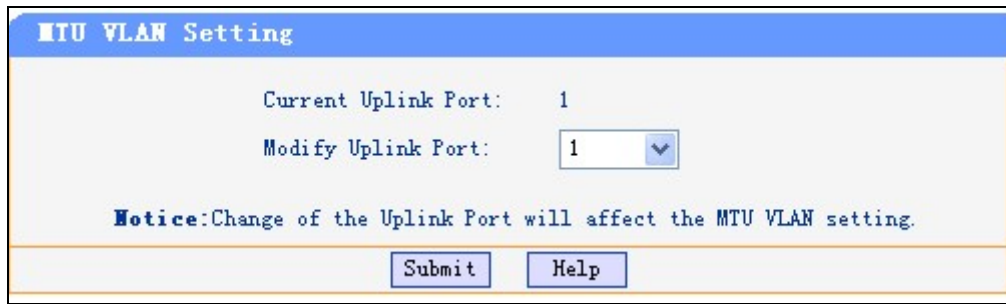 MTU VLAN Setting
Current Uplink Port: 1
Modify Uplink Port: 1
Notice:Change of the Uplink Port will affect the MTU VLAN setting.
Submit Help